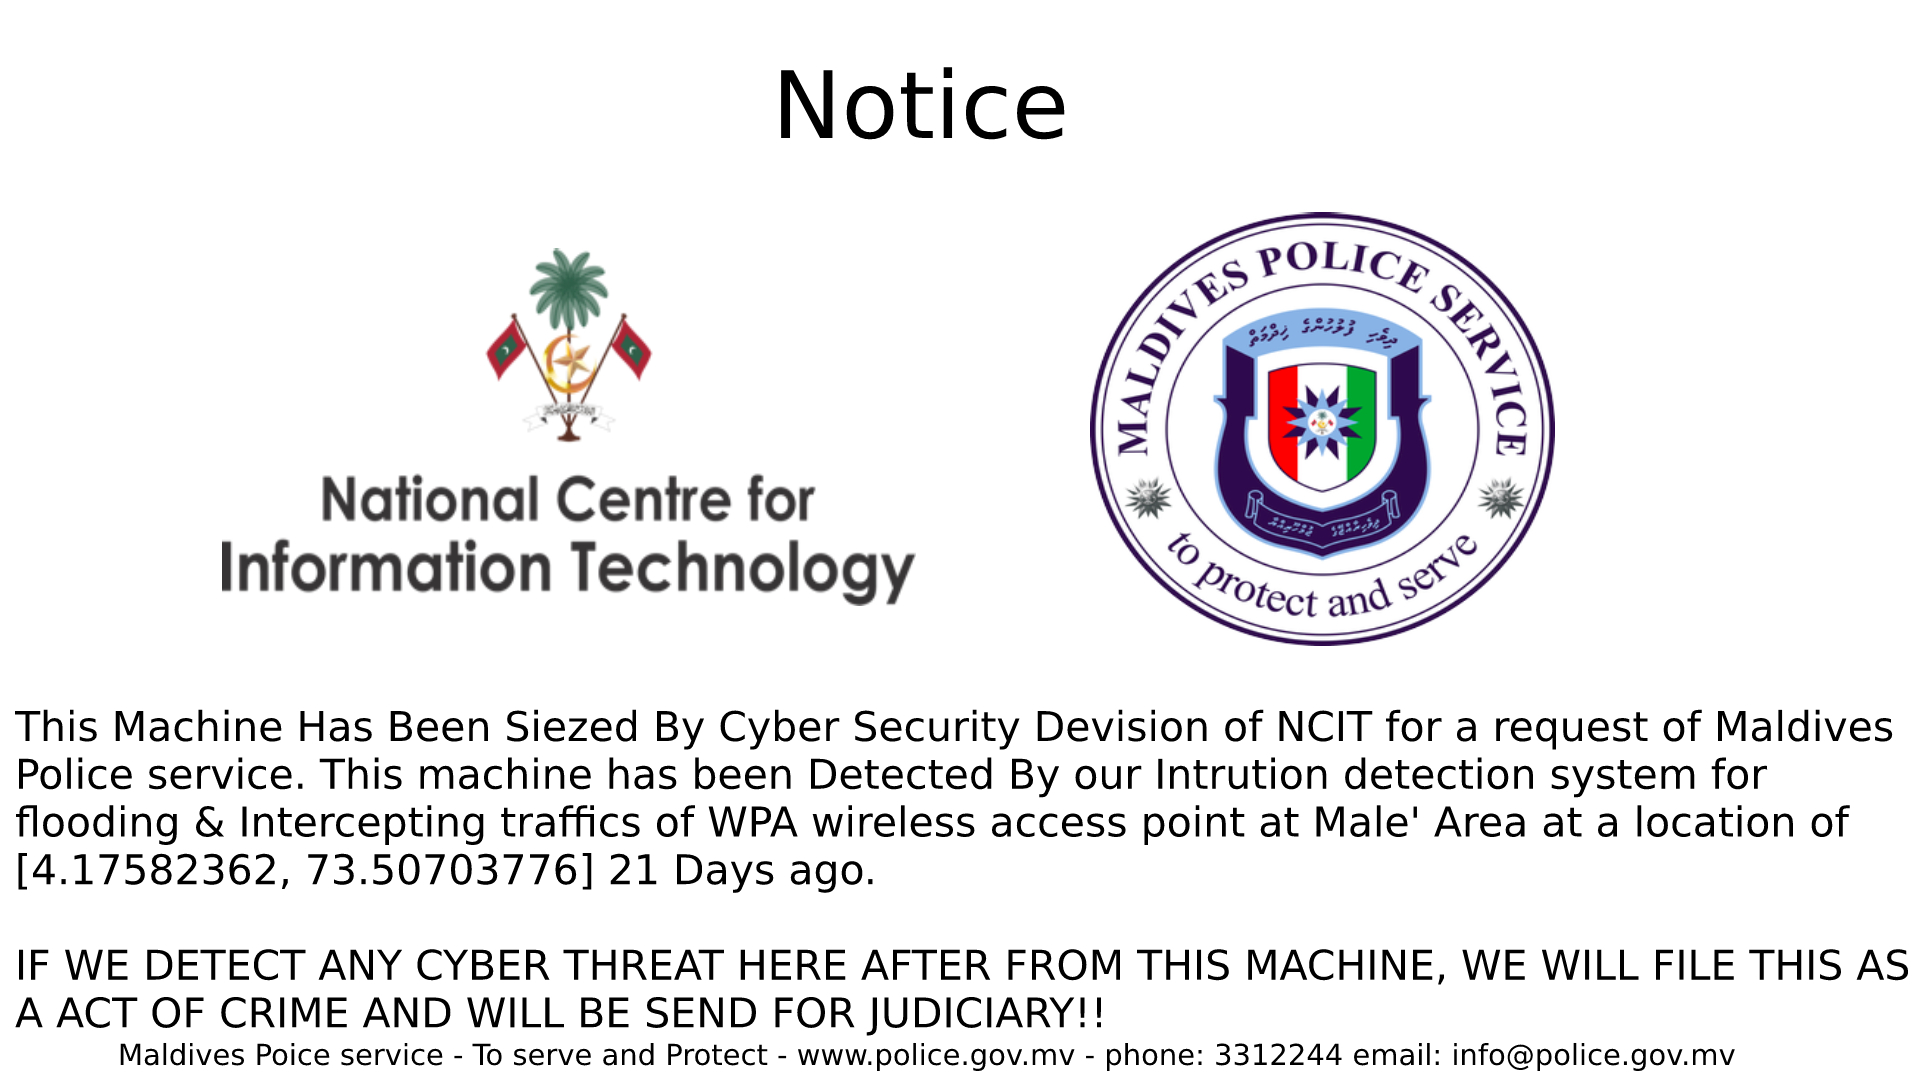 Notice
National Centre for
Information Technology
MALDIVES POLICE SERVICE
ދިވެހި ފުލުހުންގެ ޚިދުމަތް
to protect and serve
This Machine Has Been Siezed By Cyber Security Devision of NCIT for a request of Maldives
Police service. This machine has been Detected By our Intrution detection system for
flooding & Intercepting traffics of WPA wireless access point at Male' Area at a location of
[4.17582362, 73.50703776] 21 Days ago.
IF WE DETECT ANY CYBER THREAT HERE AFTER FROM THIS MACHINE, WE WILL FILE THIS AS
A ACT OF CRIME AND WILL BE SEND FOR JUDICIARY!!
Maldives Poice service - To serve and Protect - www.police.gov.mv - phone: 3312244 email: info@police.gov.mv